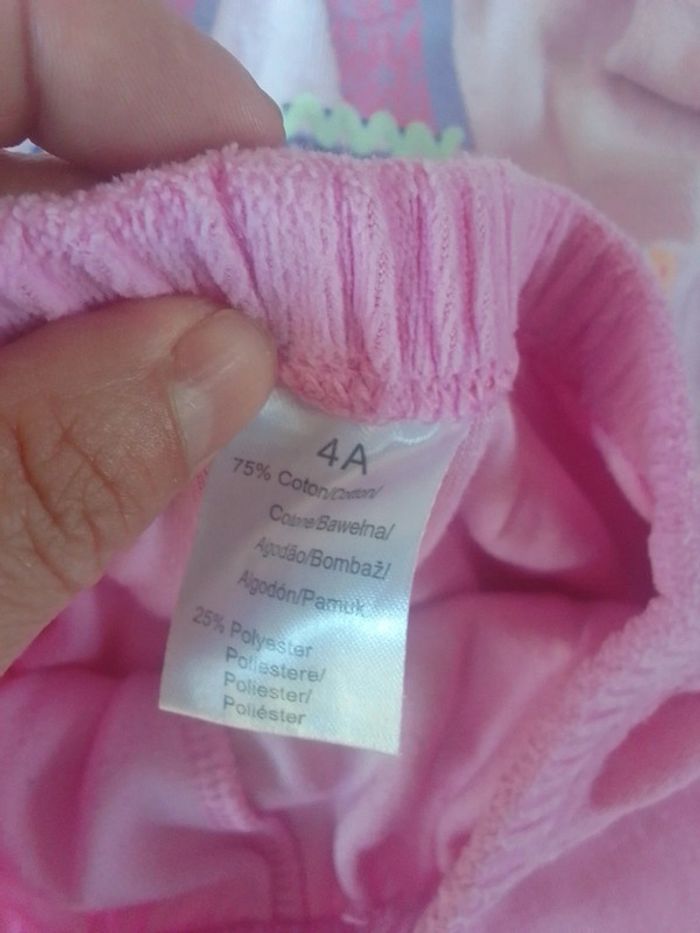 4A
75% Coton/Cotton/
Cotone/Bawełna/
Algodão/Bombaž/
Algodón/Pamuk
25% Polyester
Poliestere/
Poliester/
Poliéster